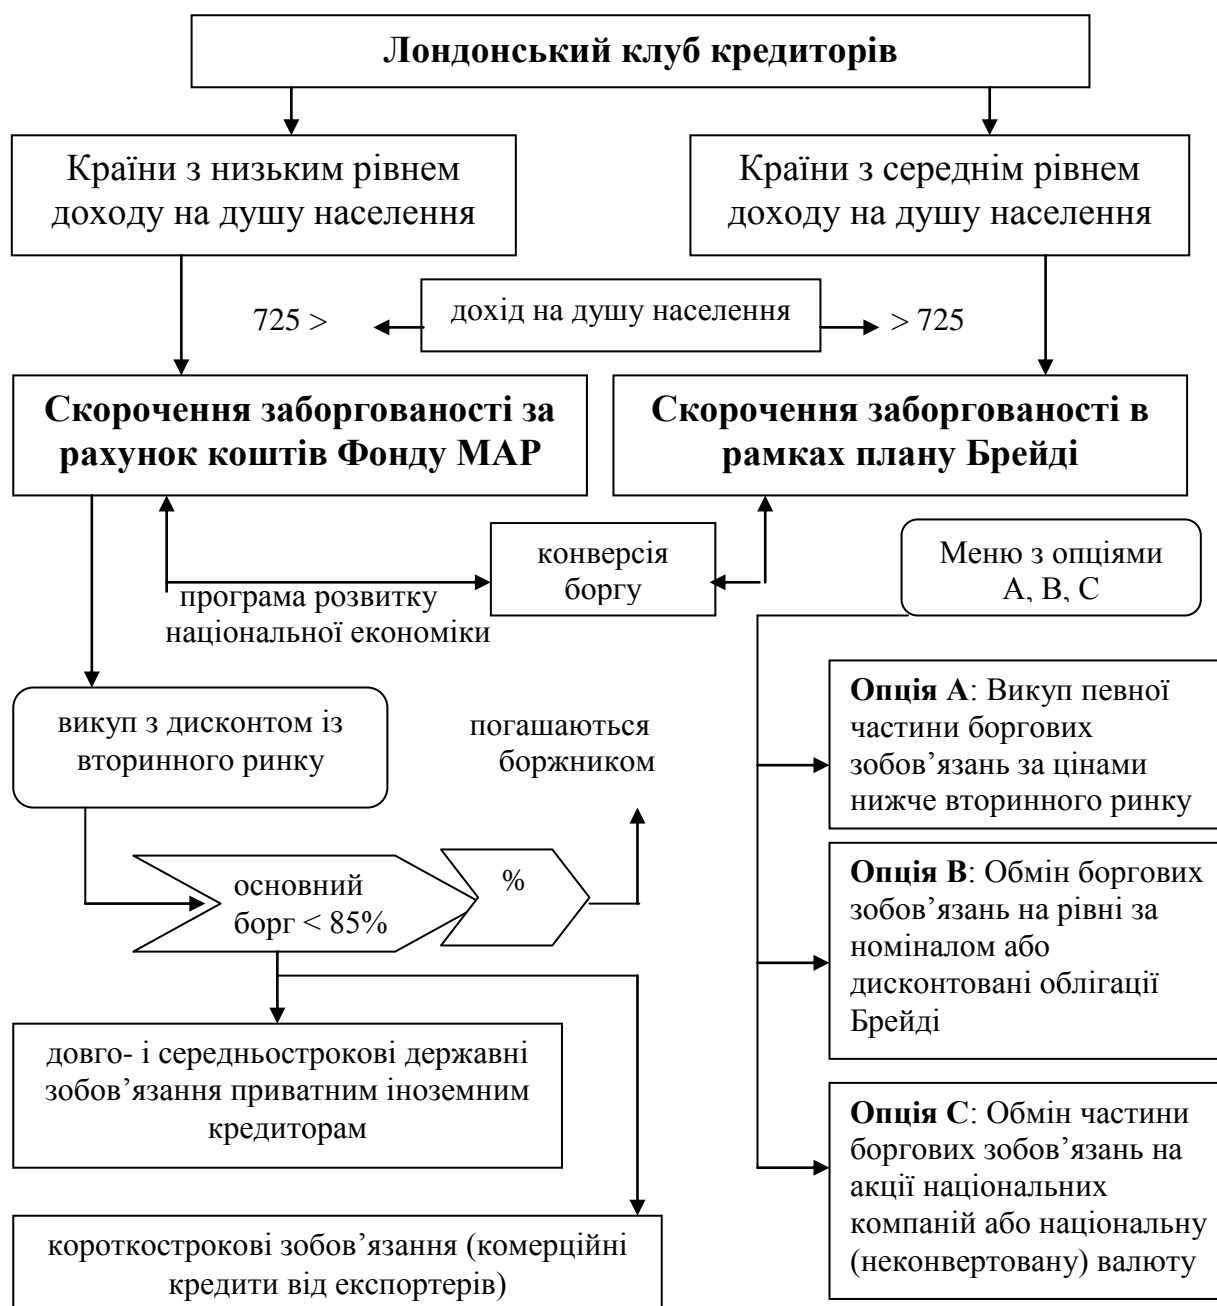 Лондонський клуб кредиторів
Країни з низьким рівнем
доходу на душу населення
Країни з середнім рівнем
доходу на душу населення
725 >
дохід на душу населення
> 725
Скорочення заборгованості за
рахунок коштів Фонду МАР
Скорочення заборгованості в
рамках плану Брейді
конверсія
боргу
Меню з опціями
А, В, С
програма розвитку
національної економіки
викуп з дисконтом із
вторинного ринку
погашаються
боржником
основний
борг < 85%
%
Опція А: Викуп певної
частини боргових
зобов’язань за цінами
нижче вторинного ринку
Опція В: Обмін боргових
зобов’язань на рівні за
номіналом або
дисконтовані облігації
Брейді
довго- і середньострокові державні
зобов’язання приватним іноземним
кредиторам
Опція С: Обмін частини
боргових зобов’язань на
акції національних
компаній або національну
(неконвертовану) валюту
короткострокові зобов’язання (комерційні
кредити від експортерів)